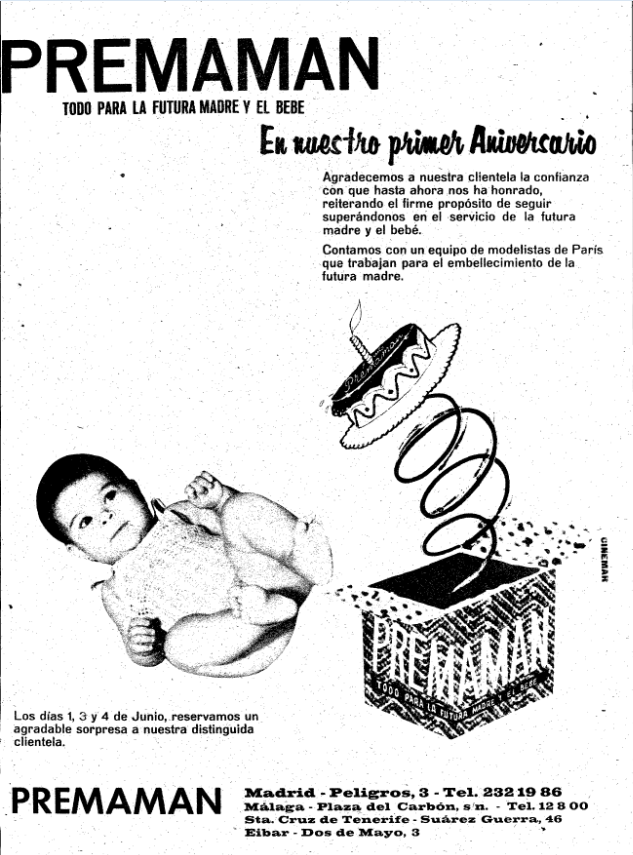 PREMAMAN
TODO PARA LA FUTURA MADRE Y EL BEBE
En nuestro primer Aniversario
Agradecemos a nuestra clientela la confianza
con que hasta ahora nos ha honrado,
reiterando el firme propósito de seguir
superándonos en el servicio de la futura
madre y el bebé.
Contamos con un equipo de modelistas de París
que trabajan para el embellecimiento de la
futura madre.
Premaman
CINEMAR
PREMAMAN
TODO PARA LA FUTURA MADRE Y EL BEBE
Los días 1, 3 y 4 de Junio, reservamos un
agradable sorpresa a nuestra distinguida
clientela.
PREMAMAN
Madrid - Peligros, 3 - Tel. 232 19 86
Málaga - Plaza del Carbón, s/n. - Tel. 12 8 00
Sta. Cruz de Tenerife - Suárez Guerra, 46
Eibar - Dos de Mayo, 3